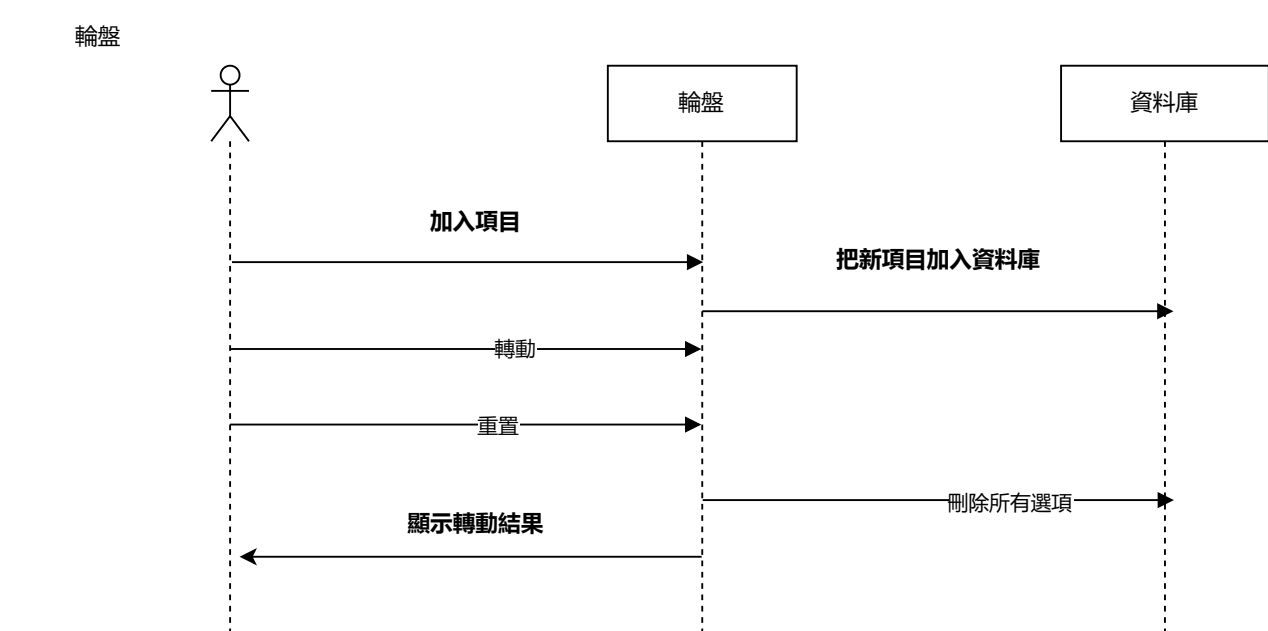 輪盤
輪盤
資料庫
加入項目
把新項目加入資料庫
轉動
重置
刪除所有選項
顯示轉動結果